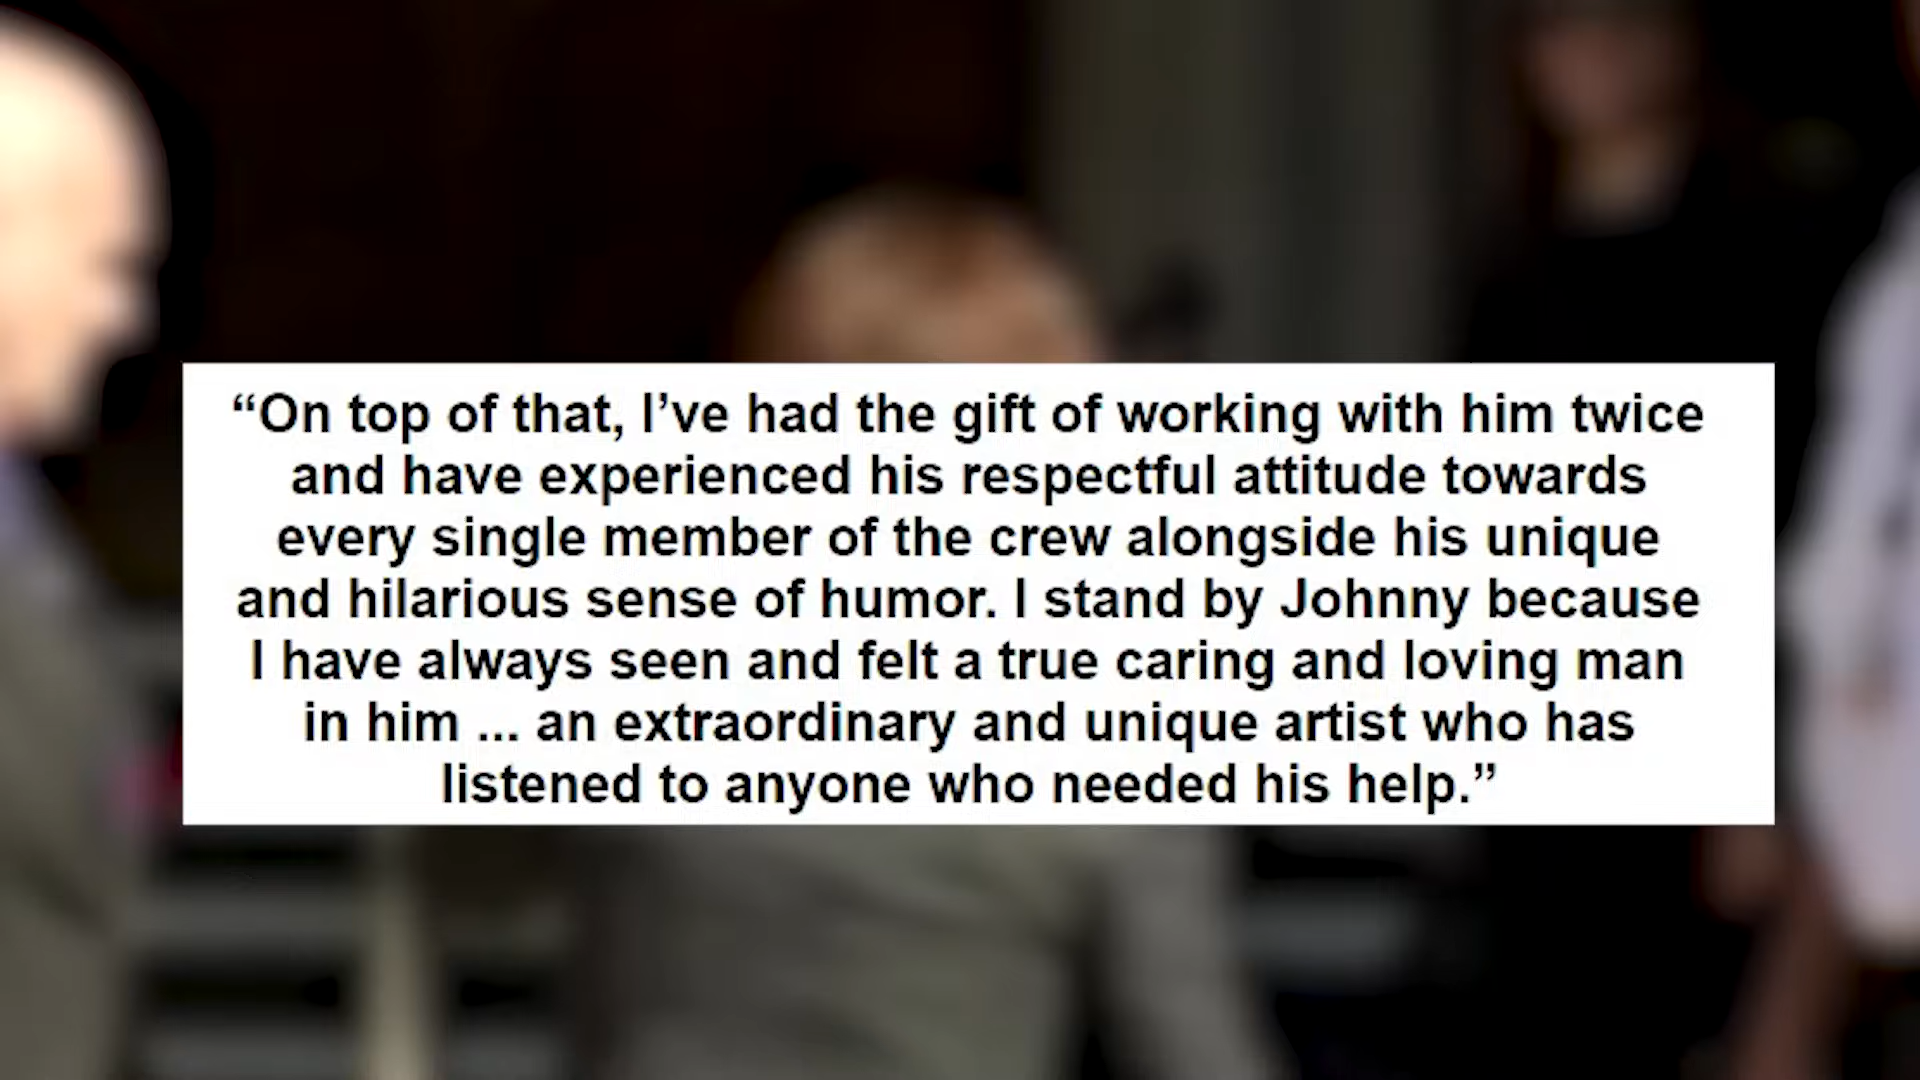 “On top of that, I’ve had the gift of working with him twice
and have experienced his respectful attitude towards
every single member of the crew alongside his unique
and hilarious sense of humor. I stand by Johnny because
I have always seen and felt a true caring and loving man
in him ... an extraordinary and unique artist who has
listened to anyone who needed his help.”